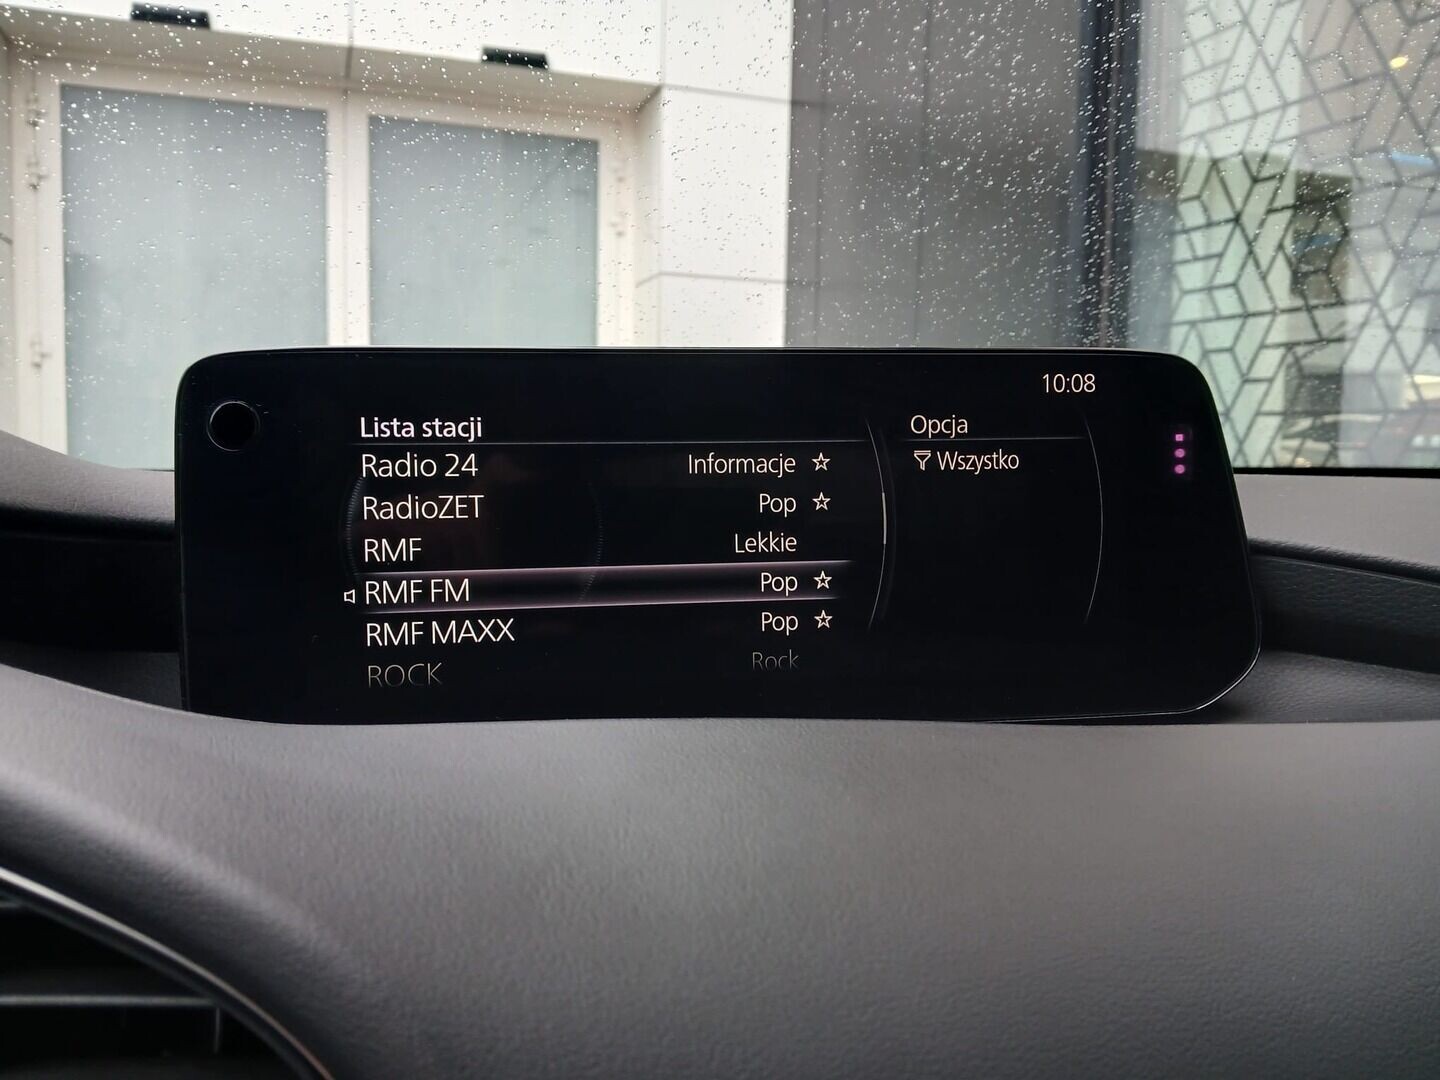 10:08
Lista stacji
Radio 24 Informacje ☆
RadioZET Pop ☆
RMF Lekkie
RMF FM Pop ☆
RMF MAXX Pop ☆
ROCK Rock
Opcja
Wszystko